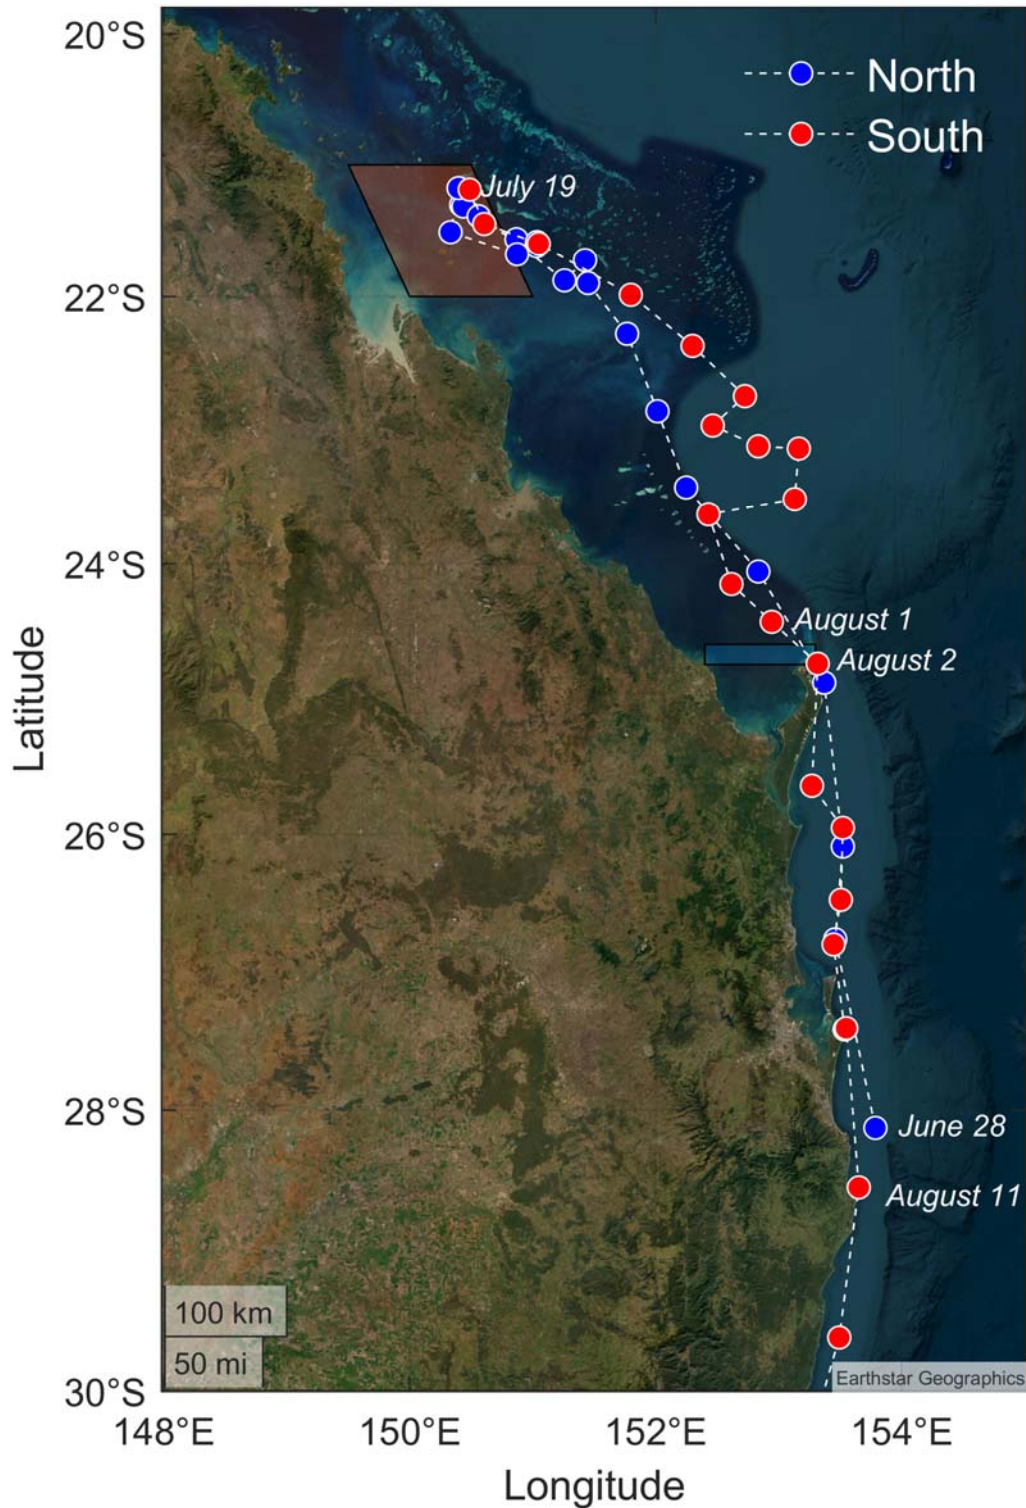 20°S
North
South
July 19
22°S
24°S
August 1
August 2
Latitude
26°S
28°S
June 28
August 11
100 km
50 mi
Earthstar Geographics
30°S
148°E
150°E
152°E
154°E
Longitude